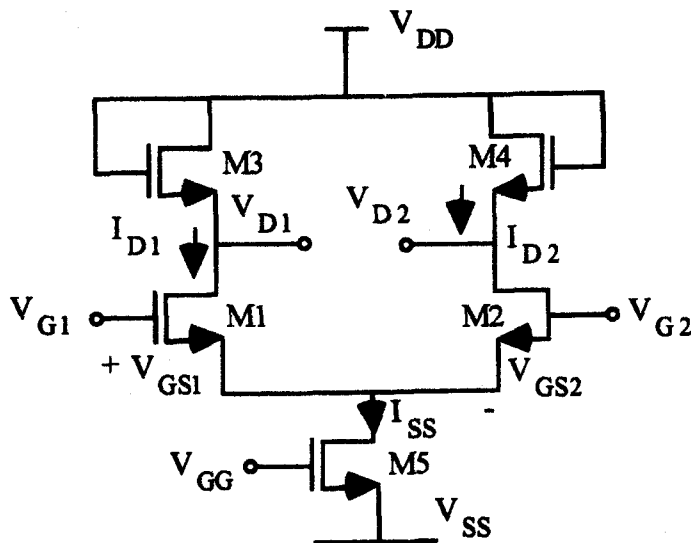 V DD
M3
M4
V D1
V D2
I D1
I D2
V G1
M1
M2
V G2
+ V GS1
V GS2
-
I SS
V GG
M5
V SS